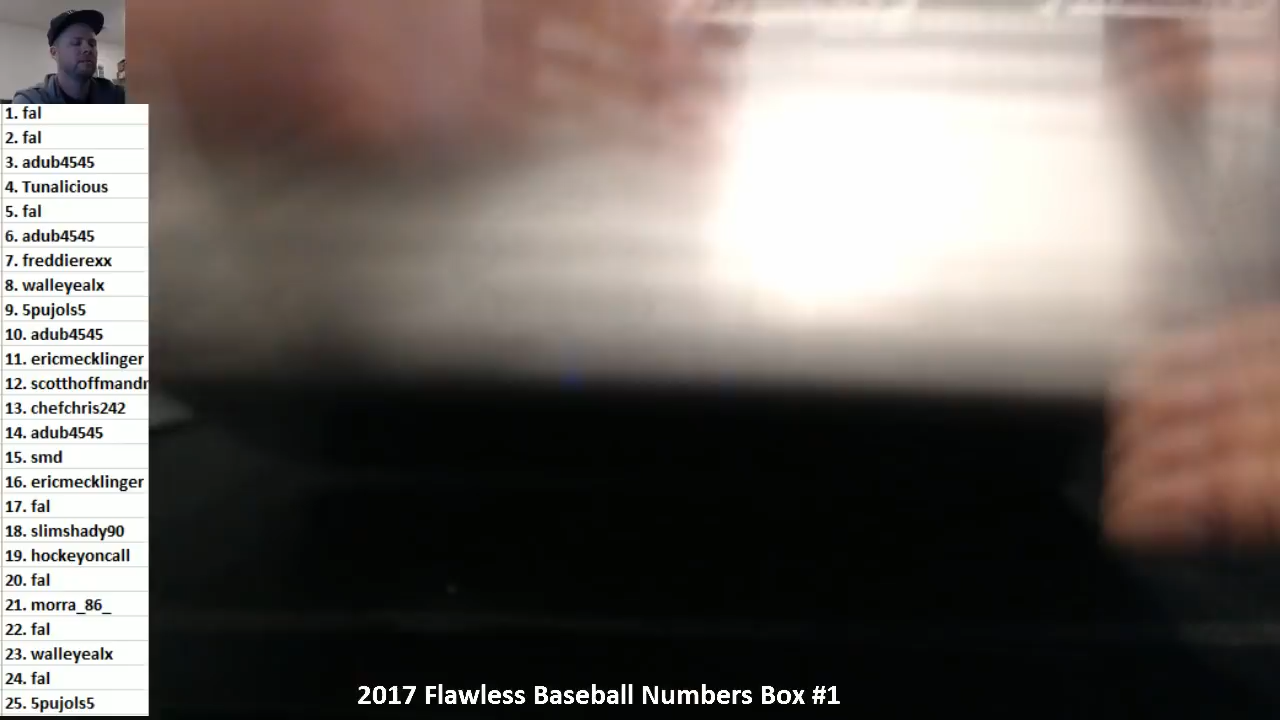 1. fal
2. fal
3. adub4545
4. Tunalicious
5. fal
6. adub4545
7. freddierexx
8. walleyealx
9. 5pujols5
10. adub4545
11. ericmecklinger
12. scotthoffmandr
13. chefchris242
14. adub4545
15. smd
16. ericmecklinger
17. fal
18. slimshady90
19. hockeyoncall
20. fal
21. morra_86_
22. fal
23. walleyealx
24. fal
25. 5pujols5
2017 Flawless Baseball Numbers Box #1